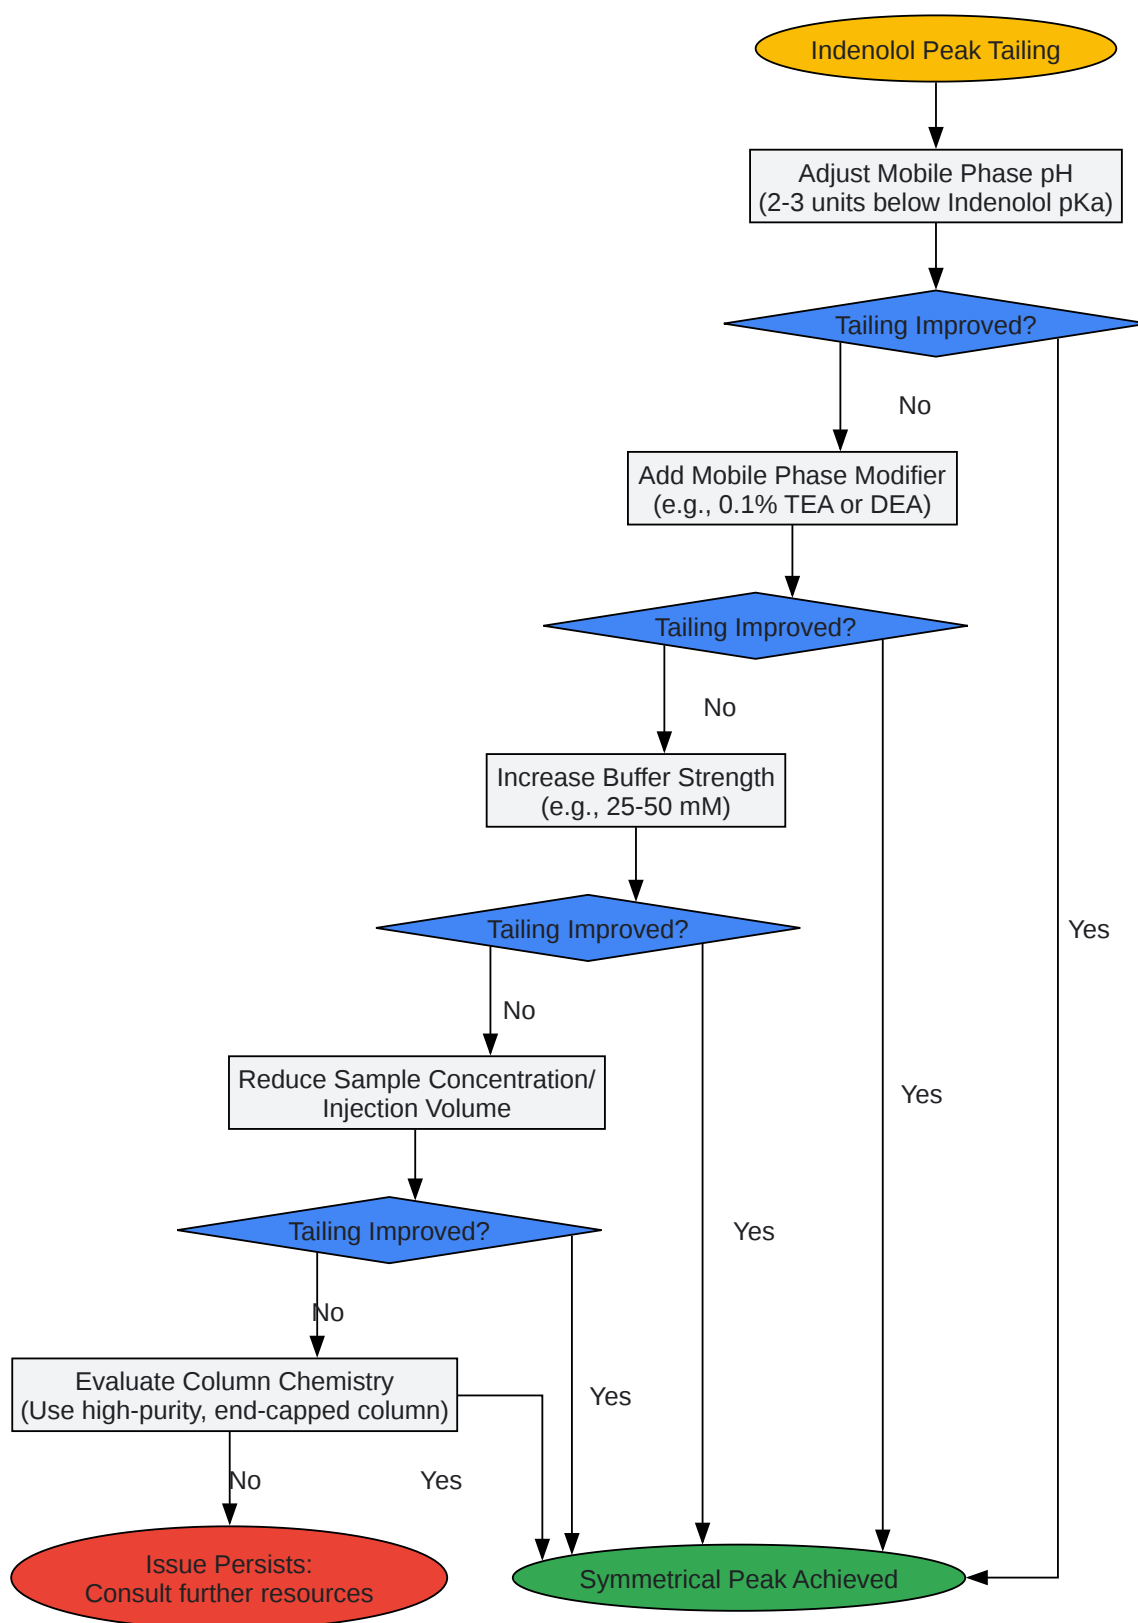 Indenolol Peak Tailing
Adjust Mobile Phase pH
(2-3 units below Indenolol pKa)
Tailing Improved?
No
Add Mobile Phase Modifier
(e.g., 0.1% TEA or DEA)
Tailing Improved?
No
Increase Buffer Strength
(e.g., 25-50 mM)
Tailing Improved?
Yes
No
Reduce Sample Concentration/
Injection Volume
Yes
Tailing Improved?
Yes
No
Evaluate Column Chemistry
(Use high-purity, end-capped column)
Yes
No
Yes
Issue Persists:
Consult further resources
Symmetrical Peak Achieved